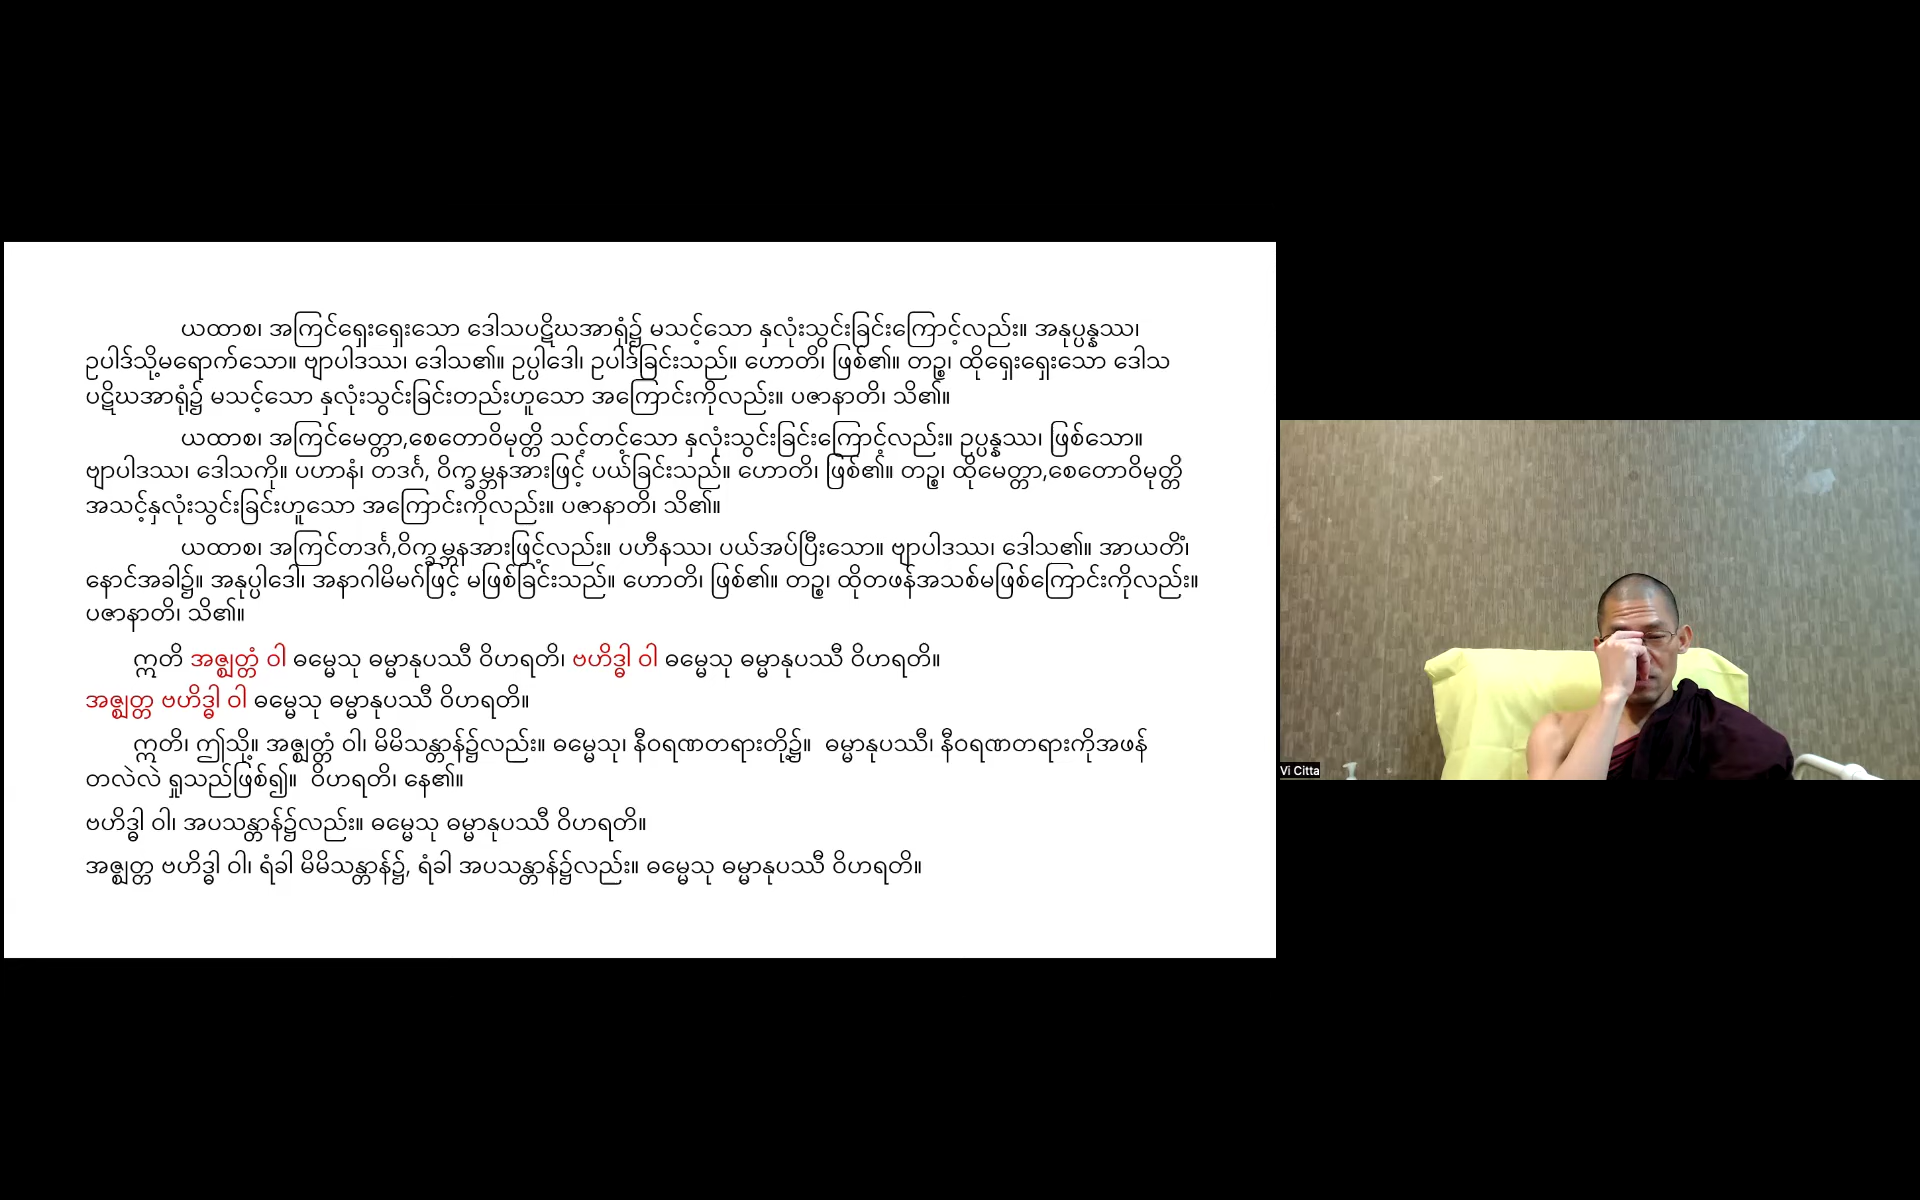 ယထာစ၊ အကြင်ရှေးရှေးသော ဒေါသပဋိဃအာရုံ၌ မသင့်သော နှလုံးသွင်းခြင်းကြောင့်လည်း။ အနုပ္ပန္နဿ၊
ဥပါဒ်သို့မရောက်သော။ ဗျာပါဒဿ၊ ဒေါသ၏။ ဥပ္ပါဒေါ၊ ဥပါဒ်ခြင်းသည်။ ဟောတိ၊ ဖြစ်၏။ တဉ္စ၊ ထိုရှေးရှေးသော ဒေါသ
ပဋိဃအာရုံ၌ မသင့်သော နှလုံးသွင်းခြင်းတည်းဟူသော အကြောင်းကိုလည်း။ ပဇာနာတိ၊ သိ၏။
ယထာစ၊ အကြင်မေတ္တာ,စေတောဝိမုတ္တိ သင့်တင့်သော နှလုံးသွင်းခြင်းကြောင့်လည်း။ ဥပ္ပန္နဿ၊ ဖြစ်သော။
ဗျာပါဒဿ၊ ဒေါသကို။ ပဟာနံ၊ တဒင်္ဂ, ဝိက္ခမ္ဘနအားဖြင့် ပယ်ခြင်းသည်။ ဟောတိ၊ ဖြစ်၏။ တဉ္စ၊ ထိုမေတ္တာ,စေတောဝိမုတ္တိ
အသင့်နှလုံးသွင်းခြင်းဟူသော အကြောင်းကိုလည်း။ ပဇာနာတိ၊ သိ၏။
ယထာစ၊ အကြင်တဒင်္ဂ,ဝိက္ခမ္ဘနအားဖြင့်လည်း။ ပဟီနဿ၊ ပယ်အပ်ပြီးသော။ ဗျာပါဒဿ၊ ဒေါသ၏။ အာယတိံ၊
နောင်အခါ၌။ အနုပ္ပါဒေါ၊ အနာဂါမိမဂ်ဖြင့် မဖြစ်ခြင်းသည်။ ဟောတိ၊ ဖြစ်၏။ တဉ္စ၊ ထိုတဖန်အသစ်မဖြစ်ကြောင်းကိုလည်း။
ပဇာနာတိ၊ သိ၏။
ဣတိ အဇ္ဈတ္တံ ဝါ ဓမ္မေသု ဓမ္မာနုပဿီ ဝိဟရတိ၊ ဗဟိဒ္ဓါ ဝါ ဓမ္မေသု ဓမ္မာနုပဿီ ဝိဟရတိ။
အဇ္ဈတ္တ ဗဟိဒ္ဓါ ဝါ ဓမ္မေသု ဓမ္မာနုပဿီ ဝိဟရတိ။
ဣတိ၊ ဤသို့။ အဇ္ဈတ္တံ ဝါ၊ မိမိသန္တာန်၌လည်း။ ဓမ္မေသု၊ နီဝရဏတရားတို့၌။ ဓမ္မာနုပဿီ၊ နီဝရဏတရားကိုအဖန်
တလဲလဲ ရှုသည်ဖြစ်၍။ ဝိဟရတိ၊ နေ၏။
ဗဟိဒ္ဓါ ဝါ၊ အပသန္တာန်၌လည်း။ ဓမ္မေသု ဓမ္မာနုပဿီ ဝိဟရတိ။
အဇ္ဈတ္တ ဗဟိဒ္ဓါ ဝါ၊ ရံခါ မိမိသန္တာန်၌, ရံခါ အပသန္တာန်၌လည်း။ ဓမ္မေသု ဓမ္မာနုပဿီ ဝိဟရတိ။
Vi Citta